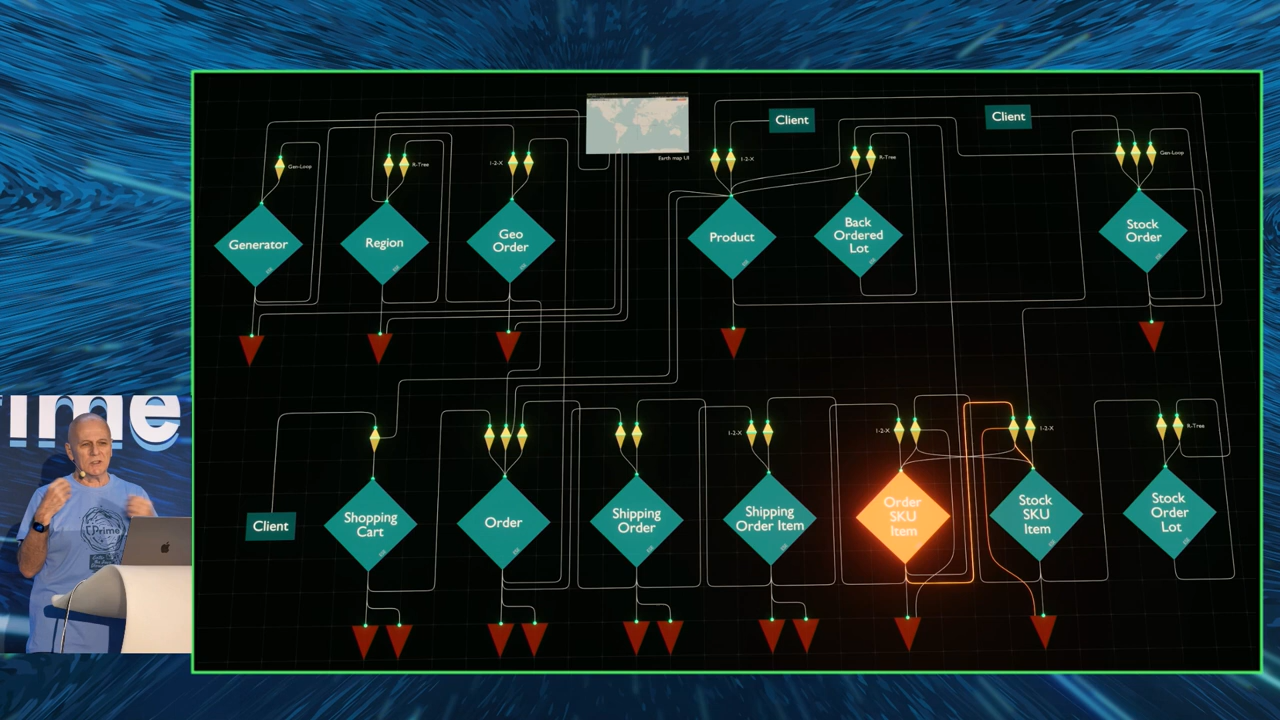 Earth map UI
Client
Client
Gen-Loop
R-Tree
1-2-X
1-2-X
R-Tree
Gen-Loop
Generator
Region
Geo
Order
Product
Back
Ordered
Lot
Stock
Order
ime
1-2-X
1-2-X
1-2-X
R-Tree
Client
Shopping
Cart
Order
Shipping
Order
Shipping
Order Item
Order
SKU
Item
Stock
SKU
Item
Stock
Order
Lot
Prime